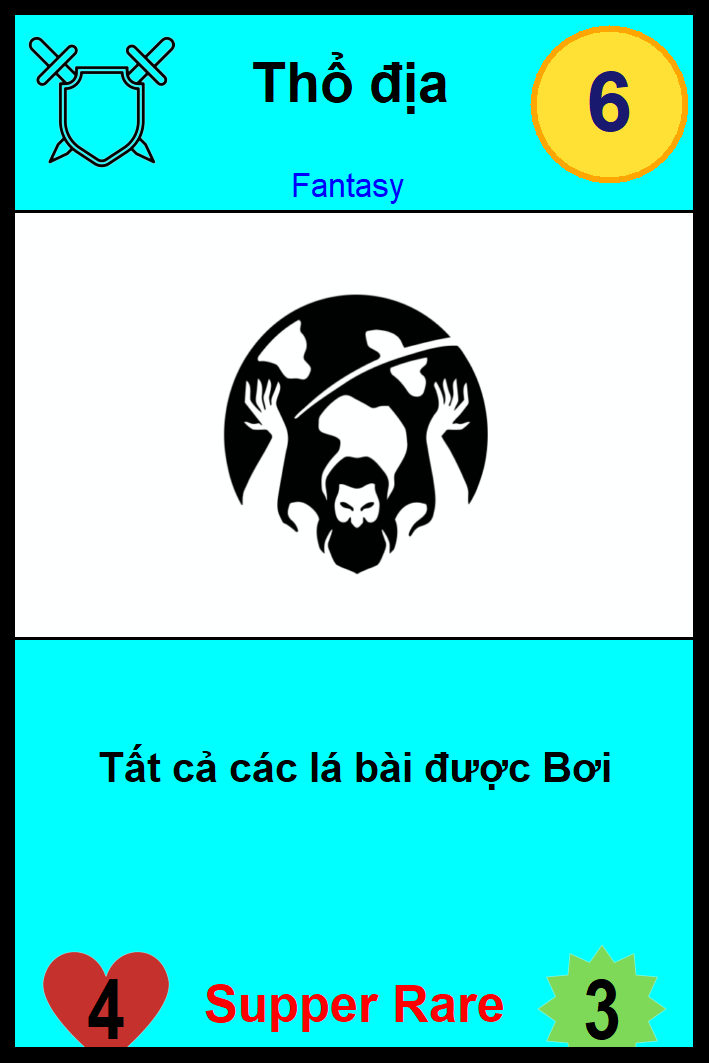 Thổ địa
6
Fantasy
Tất cả các lá bài được Bơi
4
Supper Rare
3